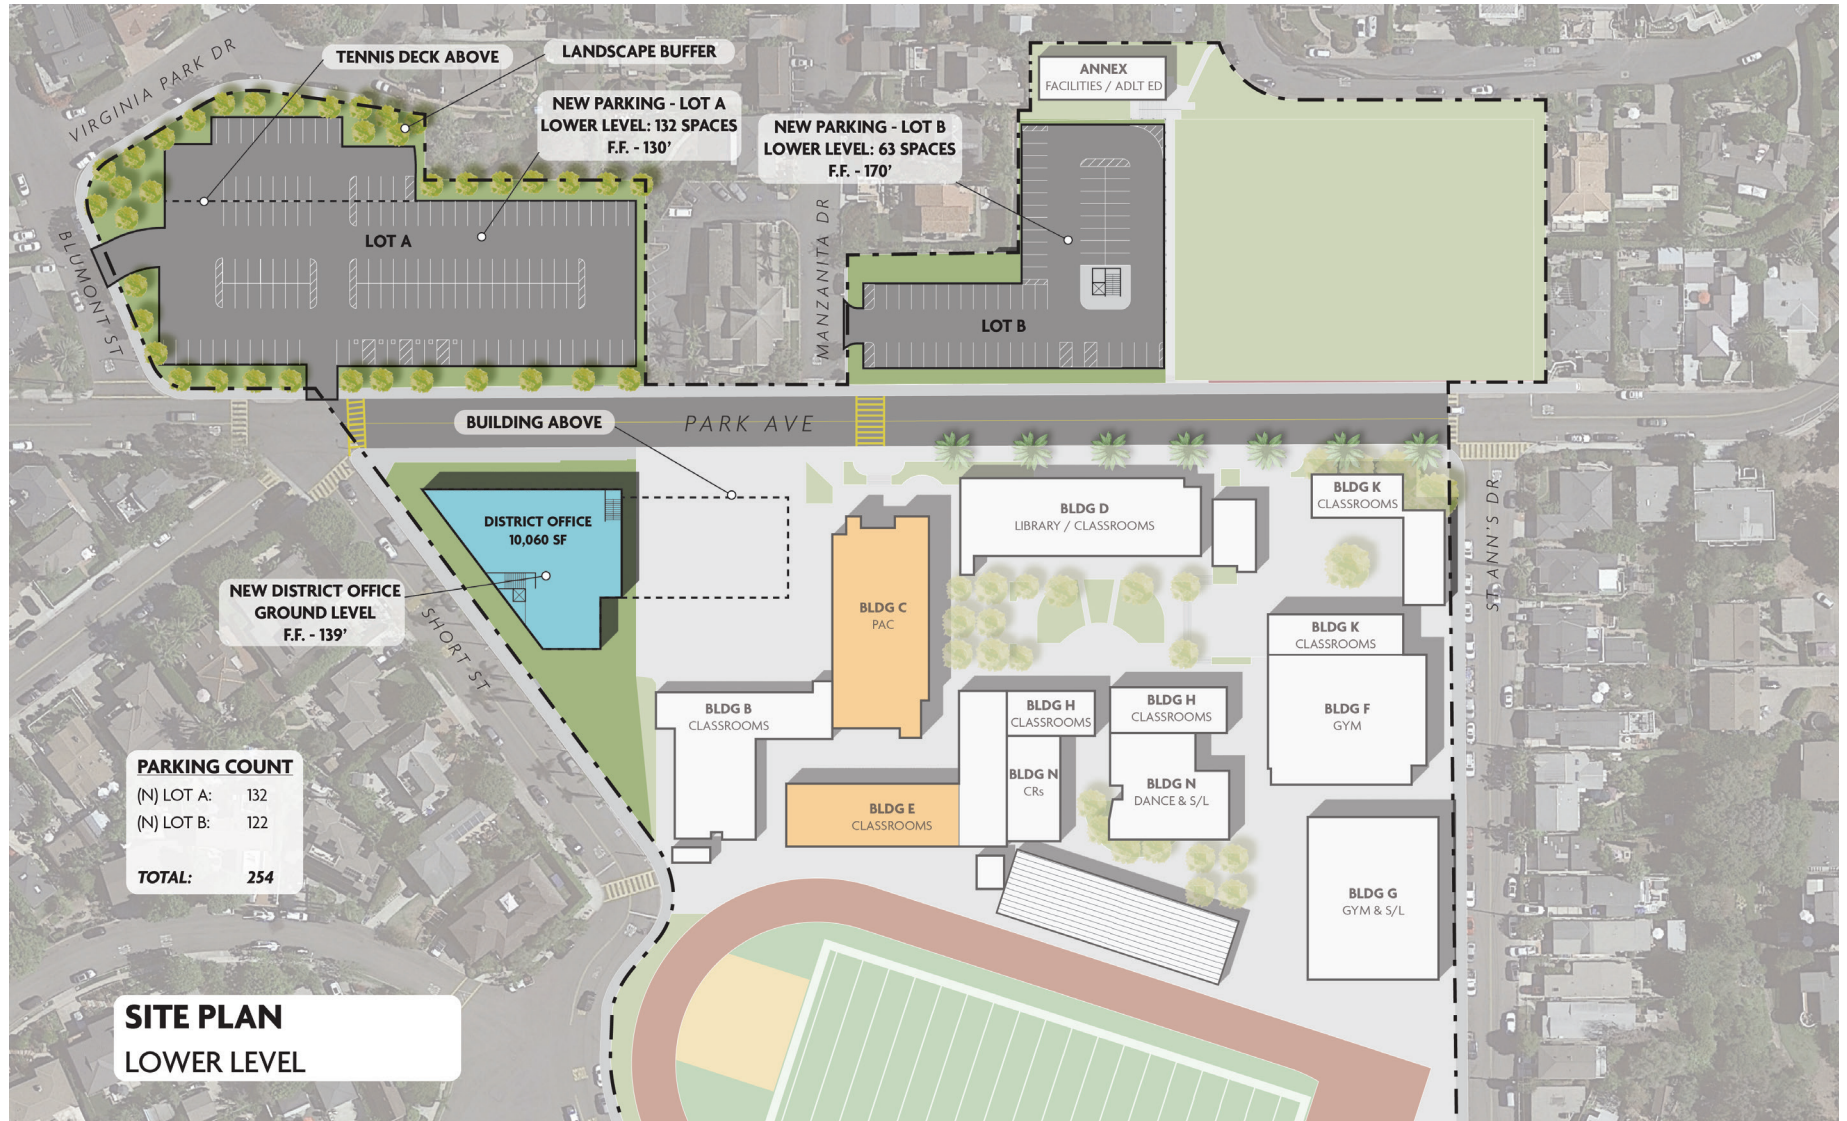 TENNIS DECK ABOVE
LANDSCAPE BUFFER
VIRGINIA PARK DR
NEW PARKING - LOT A
LOWER LEVEL: 132 SPACES
F.F. - 130'
NEW PARKING - LOT B
LOWER LEVEL: 63 SPACES
F.F. - 170'
ANNEX
FACILITIES / ADLT ED
LOT A
BLUMONT ST
MANZANITA DR
LOT B
BUILDING ABOVE
PARK AVE
DISTRICT OFFICE
10,060 SF
NEW DISTRICT OFFICE
GROUND LEVEL
F.F. - 139'
SHORT ST
BLDG C
PAC
BLDG D
LIBRARY / CLASSROOMS
BLDG K
CLASSROOMS
ST ANN'S DR
BLDG K
CLASSROOMS
BLDG B
CLASSROOMS
BLDG H
CLASSROOMS
BLDG H
CLASSROOMS
BLDG F
GYM
BLDG N
CRs
BLDG N
DANCE & S/L
BLDG E
CLASSROOMS
BLDG G
GYM & S/L
PARKING COUNT
(N) LOT A: 132
(N) LOT B: 122
TOTAL: 254
SITE PLAN
LOWER LEVEL